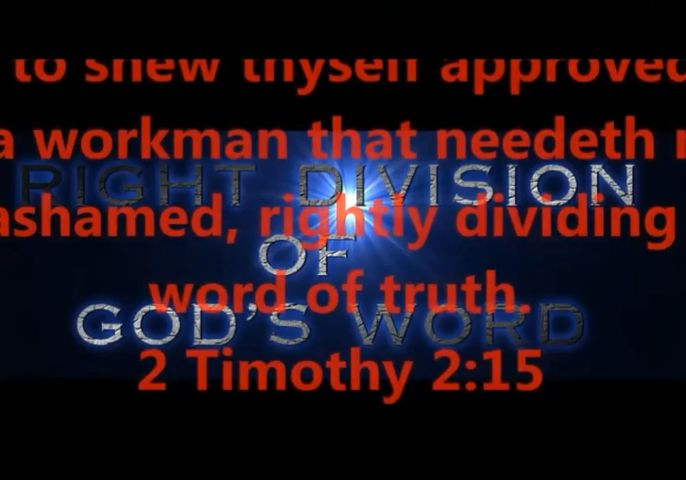 to shew thyself approved
a workman that needeth
RIGHT DIVISION
ashamed, rightly dividing
OF
word of truth.
GOD'S WORD
2 Timothy 2:15